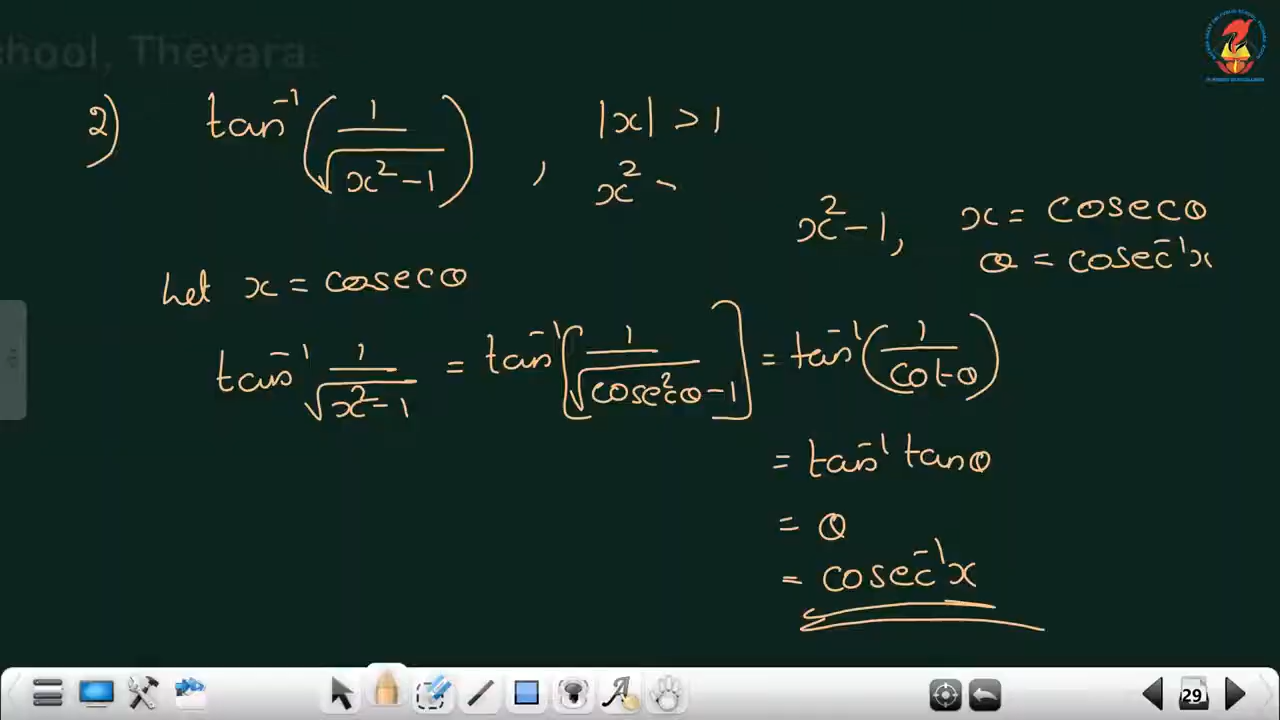 chool, Thevara.
2) tan⁻¹(1/√(x²-1)) , |x| > 1
x² >
x²-1, x = cosecθ
θ = cosec⁻¹x
Let x = cosecθ
tan⁻¹ 1/√(x²-1) = tan⁻¹[1/√(cosec²θ-1)] = tan⁻¹(1/cotθ)
= tan⁻¹ tanθ
= θ
= cosec⁻¹x
29